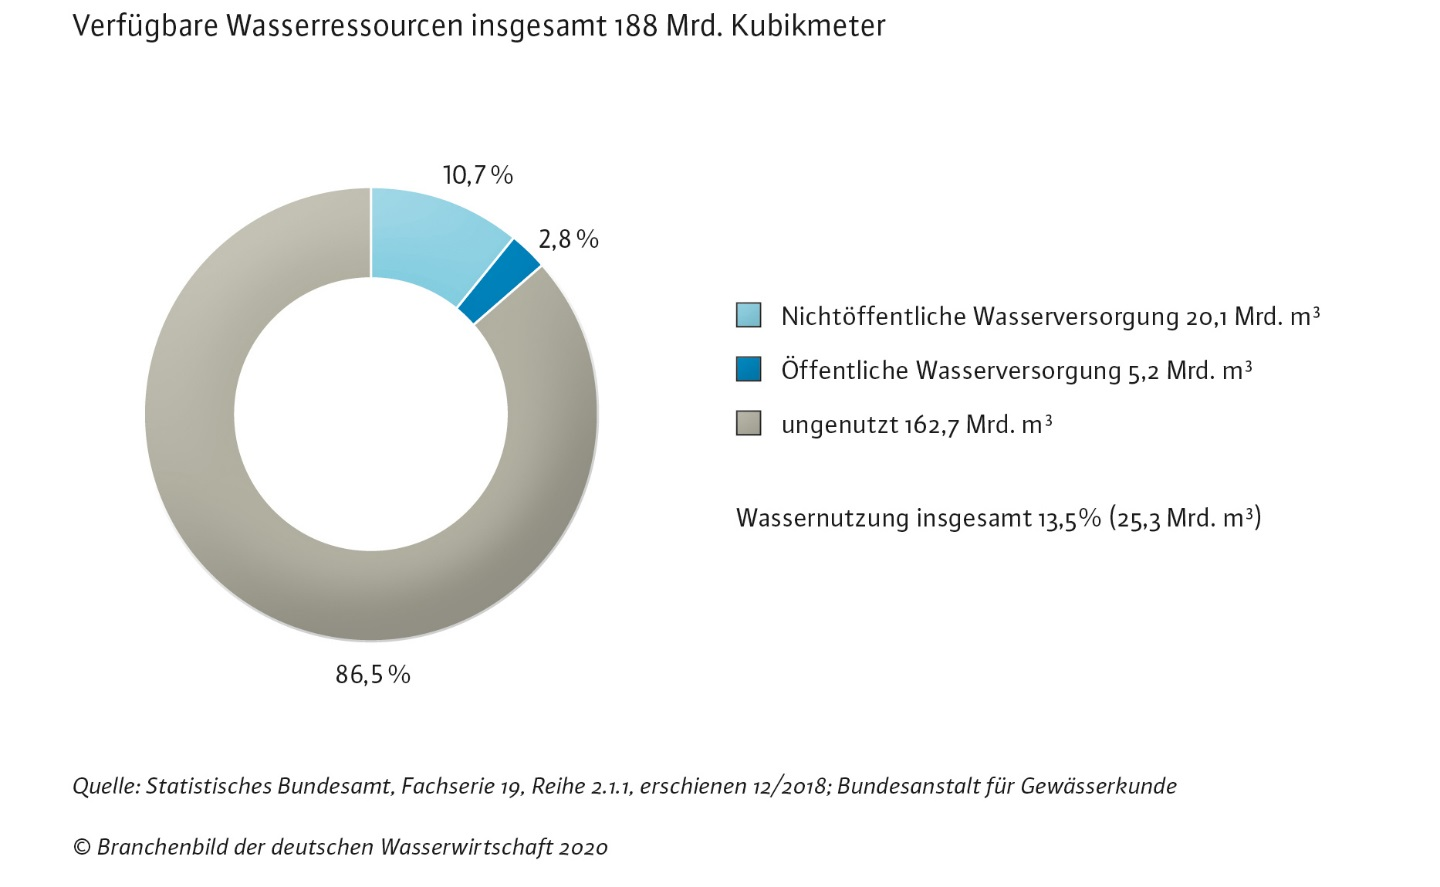 Verfügbare Wasserressourcen insgesamt 188 Mrd. Kubikmeter
10,7 %
2,8 %
Nichtöffentliche Wasserversorgung 20,1 Mrd. m³
Öffentliche Wasserversorgung 5,2 Mrd. m³
ungenutzt 162,7 Mrd. m³
Wassernutzung insgesamt 13,5% (25,3 Mrd. m³)
86,5 %
Quelle: Statistisches Bundesamt, Fachserie 19, Reihe 2.1.1, erschienen 12/2018; Bundesanstalt für Gewässerkunde
© Branchenbild der deutschen Wasserwirtschaft 2020